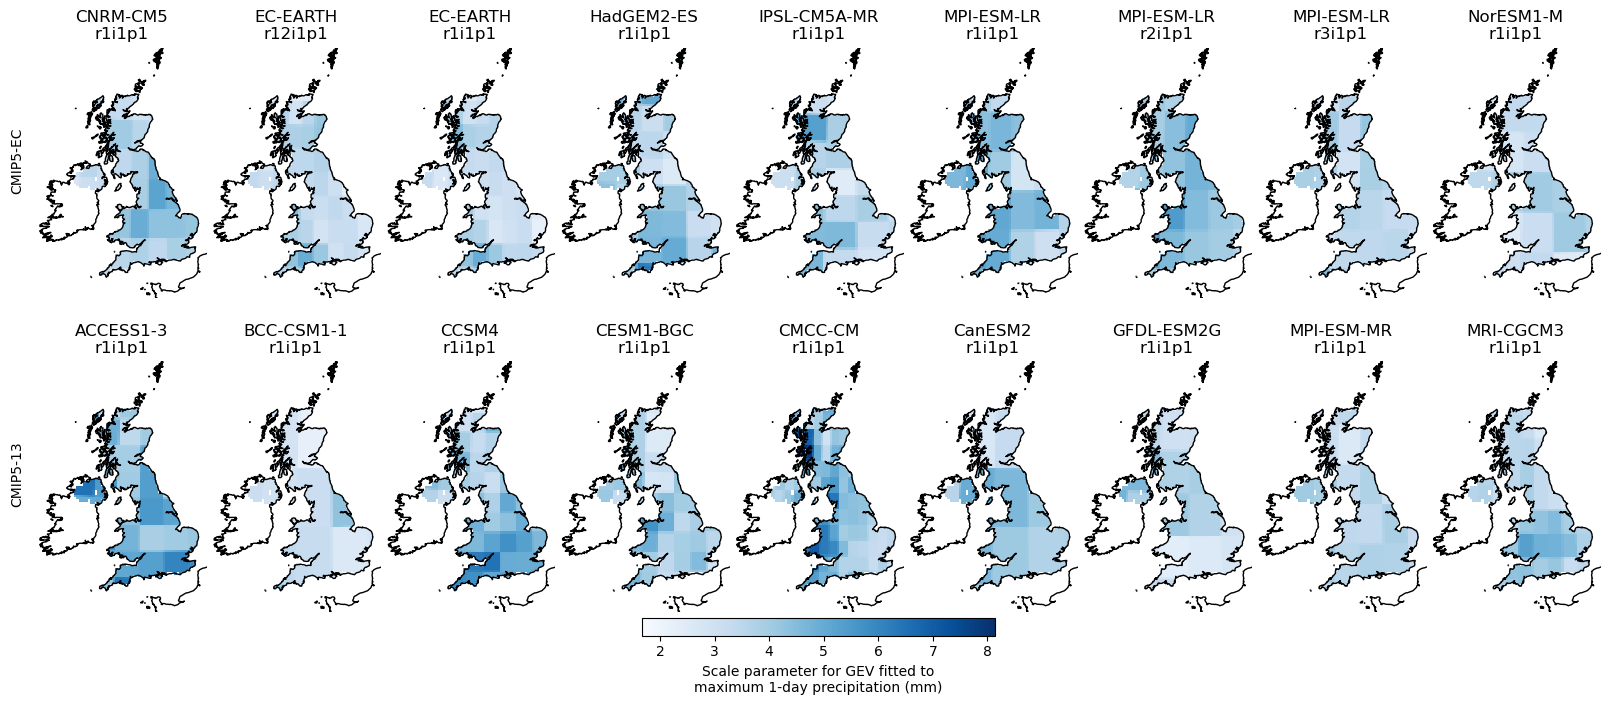 CNRM-CM5 EC-EARTH EC-EARTH HadGEM2-ES IPSL-CM5A-MR MPI-ESM-LR MPI-ESM-LR MPI-ESM-LR NorESM1-M
r1i1p1 r12i1p1 r1i1p1 r1i1p1 r1i1p1 r1i1p1 r2i1p1 r3i1p1 r1i1p1
CMIP5-EC
ACCESS1-3 BCC-CSM1-1 CCSM4 CESM1-BGC CMCC-CM CanESM2 GFDL-ESM2G MPI-ESM-MR MRI-CGCM3
r1i1p1 r1i1p1 r1i1p1 r1i1p1 r1i1p1 r1i1p1 r1i1p1 r1i1p1 r1i1p1
CMIP5-13
2 3 4 5 6 7 8
Scale parameter for GEV fitted to
maximum 1-day precipitation (mm)